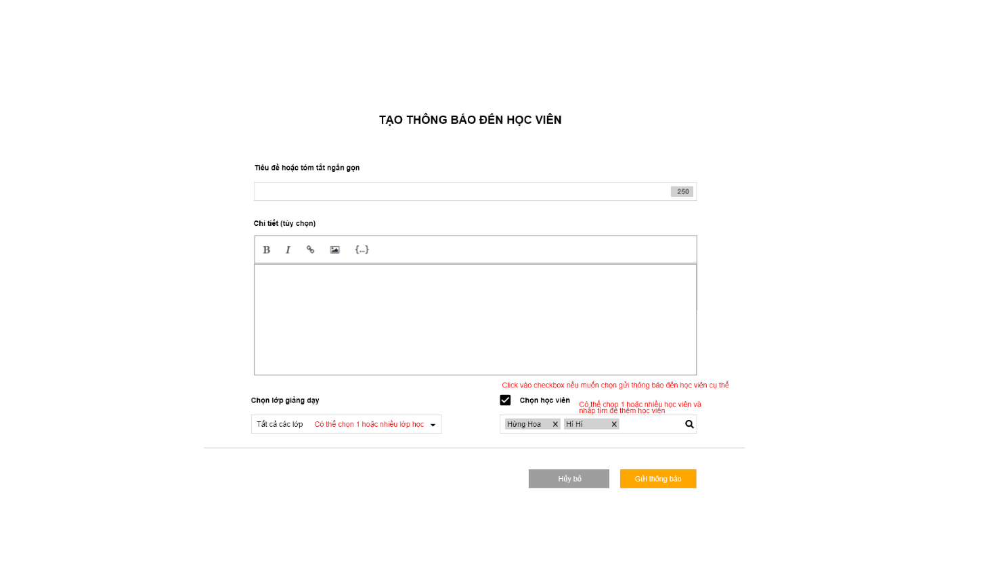 TẠO THÔNG BÁO ĐẾN HỌC VIÊN
Tiêu đề hoặc tóm tắt ngắn gọn
250
Chi tiết (tùy chọn)
B I {...}
Click vào checkbox nếu muốn chọn gửi thông báo đến học viên cụ thể
Chọn lớp giảng dạy
Chọn học viên
Có thể chọn 1 hoặc nhiều học viên và
nhấp tìm để thêm học viên
Tất cả các lớp Có thể chọn 1 hoặc nhiều lớp học
Hừng Hoa X Hí Hí X
Hủy bỏ
Gửi thông báo